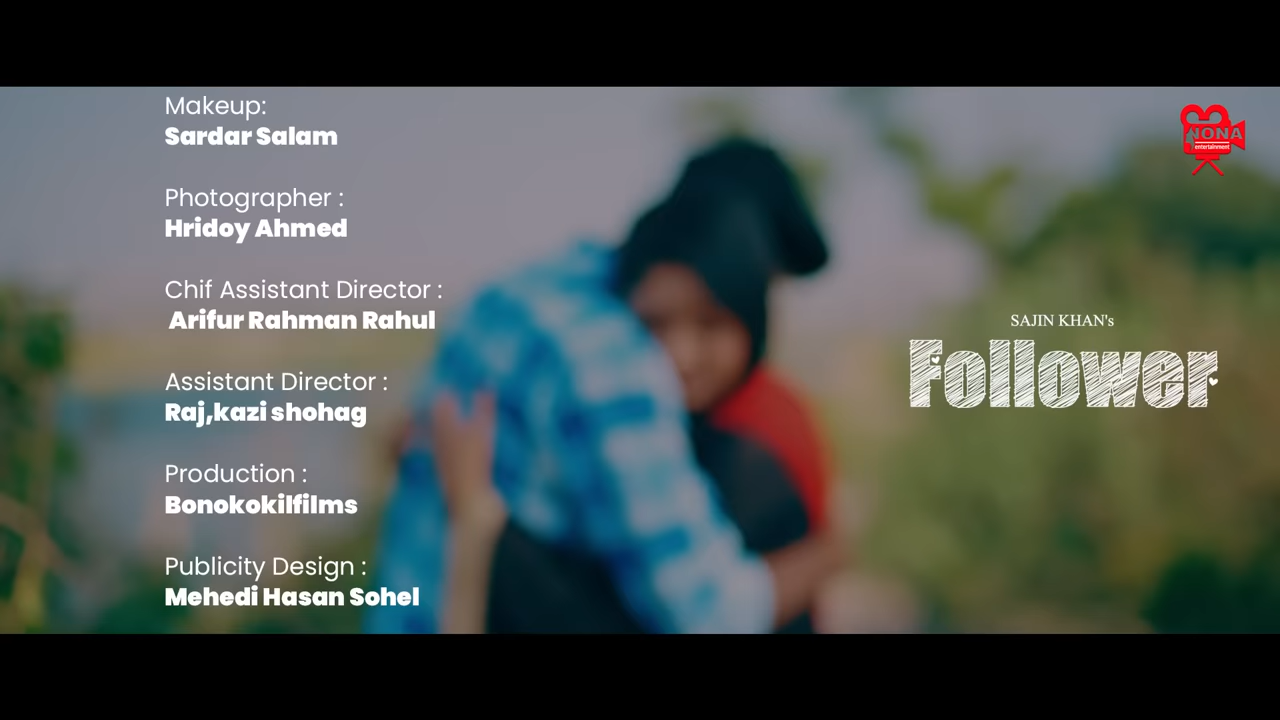 Makeup:
Sardar Salam
Photographer :
Hridoy Ahmed
Chif Assistant Director :
Arifur Rahman Rahul
Assistant Director :
Raj,kazi shohag
Production :
Bonokokilfilms
Publicity Design :
Mehedi Hasan Sohel
NONA
entertainment
SAJIN KHAN's
Follower